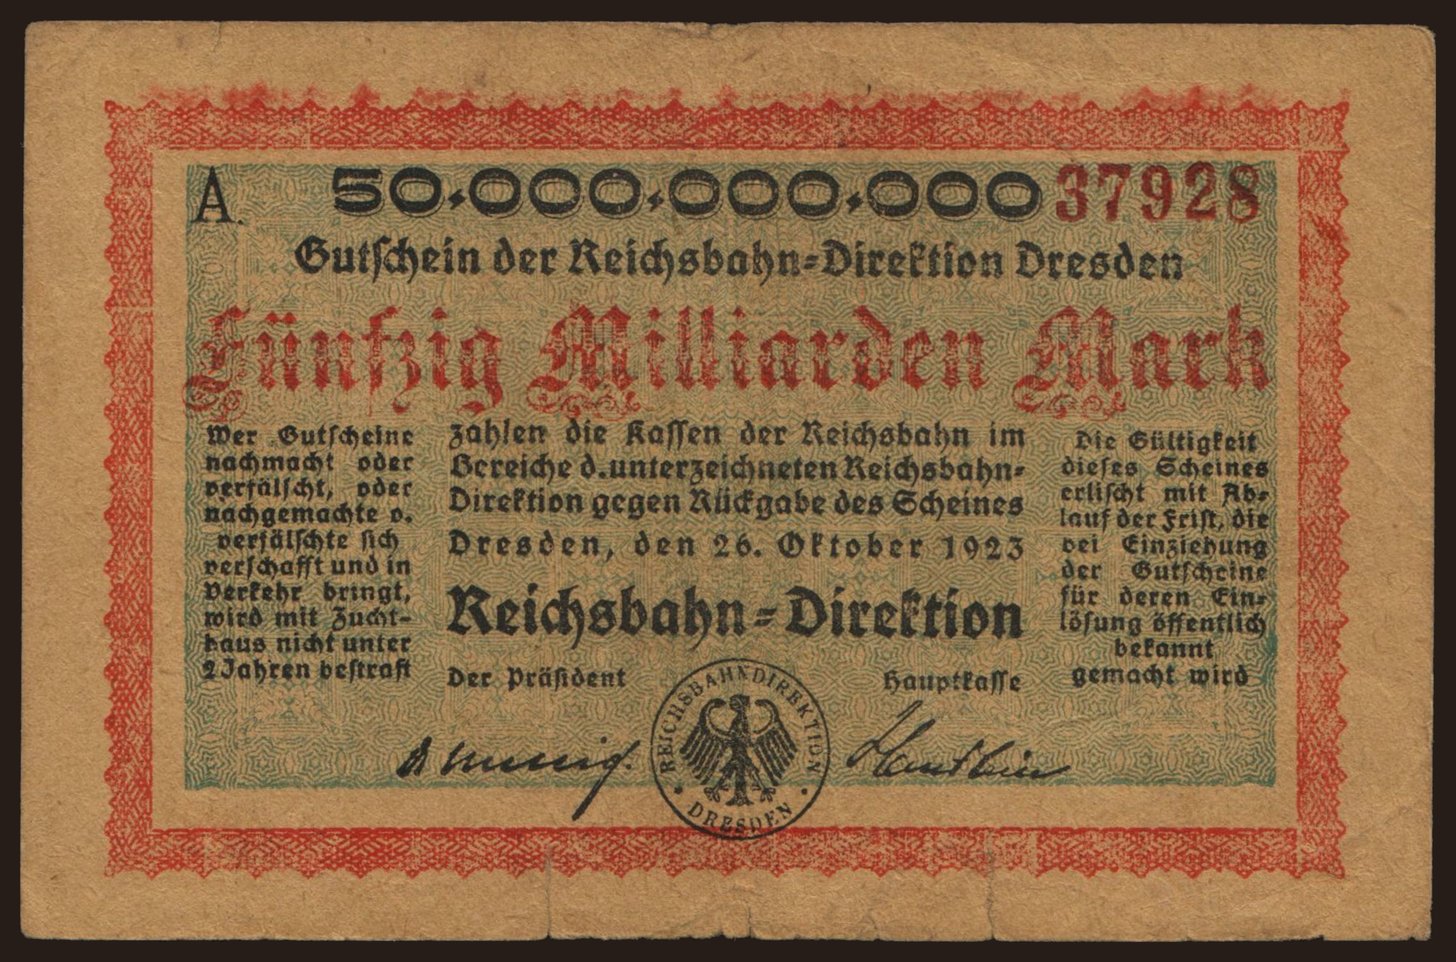 A. 50.000.000.000 37928
Gutschein der Reichsbahn=Direktion Dresden
Fünfzig Milliarden Mark
Wer Gutscheine
nachmacht oder
verfälscht, oder
nachgemachte o.
verfälschte sich
verschafft und in
Verkehr bringt,
wird mit Zucht-
haus nicht unter
2 Jahren bestraft
zahlen die Kassen der Reichsbahn im
Bereiche d. unterzeichneten Reichsbahn=
Direktion gegen Rückgabe des Scheines
Dresden, den 26. Oktober 1923
Reichsbahn=Direktion
Der Präsident
Hauptkasse
Die Gültigkeit
dieses Scheines
erlischt mit Ab=
lauf der Frist, die
bei Einziehung
der Gutscheine
für deren Ein=
lösung öffentlich
bekannt
gemacht wird
REICHSBAHNDIREKTION
• DRESDEN •